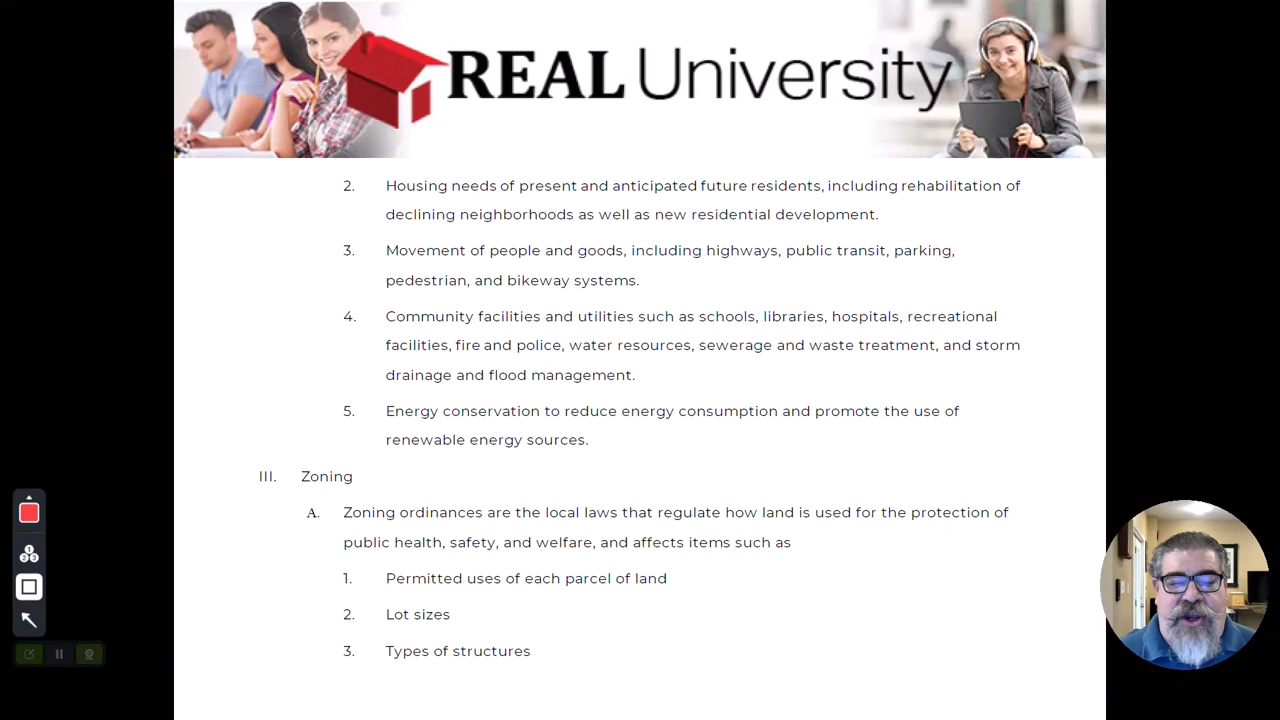 REAL University
2. Housing needs of present and anticipated future residents, including rehabilitation of
declining neighborhoods as well as new residential development.
3. Movement of people and goods, including highways, public transit, parking,
pedestrian, and bikeway systems.
4. Community facilities and utilities such as schools, libraries, hospitals, recreational
facilities, fire and police, water resources, sewerage and waste treatment, and storm
drainage and flood management.
5. Energy conservation to reduce energy consumption and promote the use of
renewable energy sources.
III. Zoning
A. Zoning ordinances are the local laws that regulate how land is used for the protection of
public health, safety, and welfare, and affects items such as
1. Permitted uses of each parcel of land
2. Lot sizes
3. Types of structures